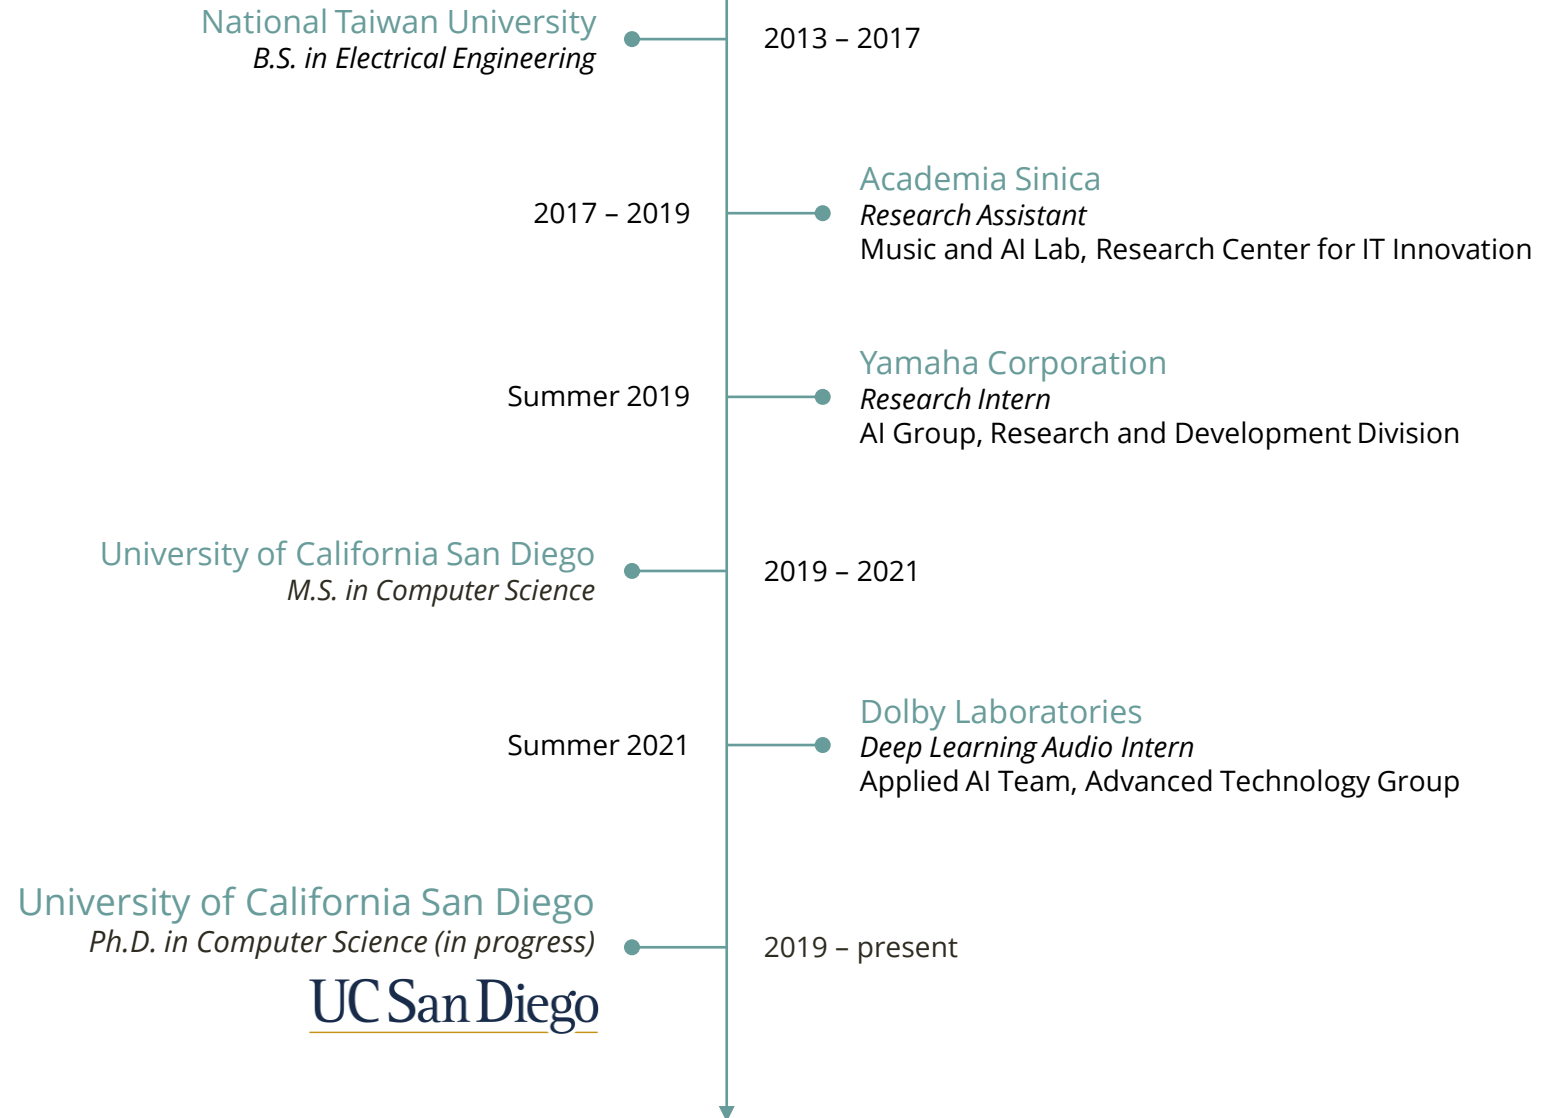 National Taiwan University
B.S. in Electrical Engineering
2013 – 2017
2017 – 2019
Academia Sinica
Research Assistant
Music and AI Lab, Research Center for IT Innovation
Summer 2019
Yamaha Corporation
Research Intern
AI Group, Research and Development Division
University of California San Diego
M.S. in Computer Science
2019 – 2021
Summer 2021
Dolby Laboratories
Deep Learning Audio Intern
Applied AI Team, Advanced Technology Group
University of California San Diego
Ph.D. in Computer Science (in progress)
2019 – present
UC San Diego